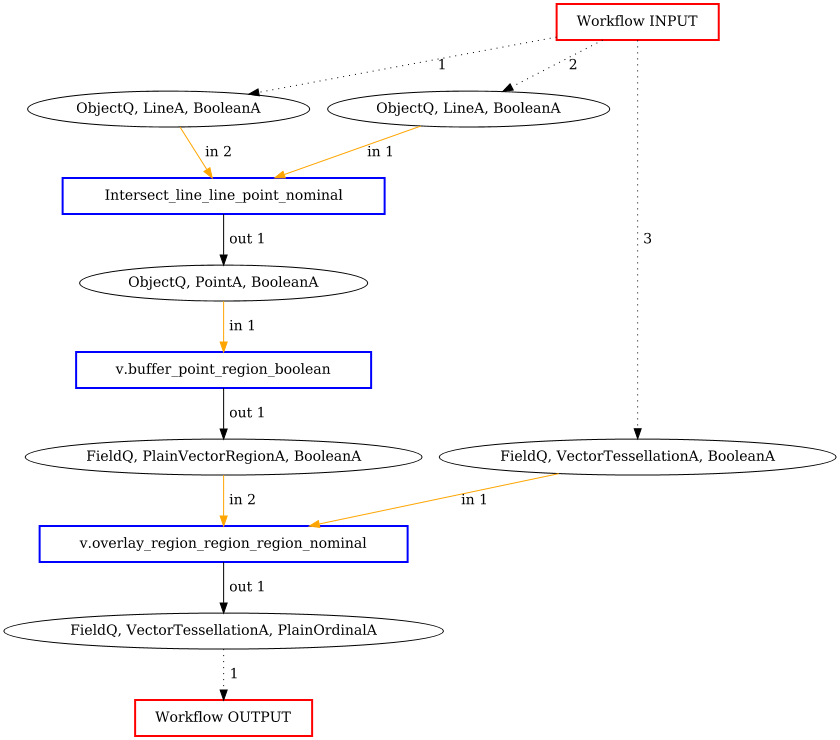 Workflow INPUT
1
2
ObjectQ, LineA, BooleanA
ObjectQ, LineA, BooleanA
in 2
in 1
Intersect_line_line_point_nominal
out 1
3
ObjectQ, PointA, BooleanA
in 1
v.buffer_point_region_boolean
out 1
FieldQ, PlainVectorRegionA, BooleanA
FieldQ, VectorTessellationA, BooleanA
in 2
in 1
v.overlay_region_region_region_nominal
out 1
FieldQ, VectorTessellationA, PlainOrdinalA
1
Workflow OUTPUT